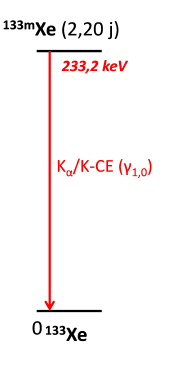 133mXe (2,20 j)
233,2 keV
Kα/K-CE (γ1,0)
0 133Xe